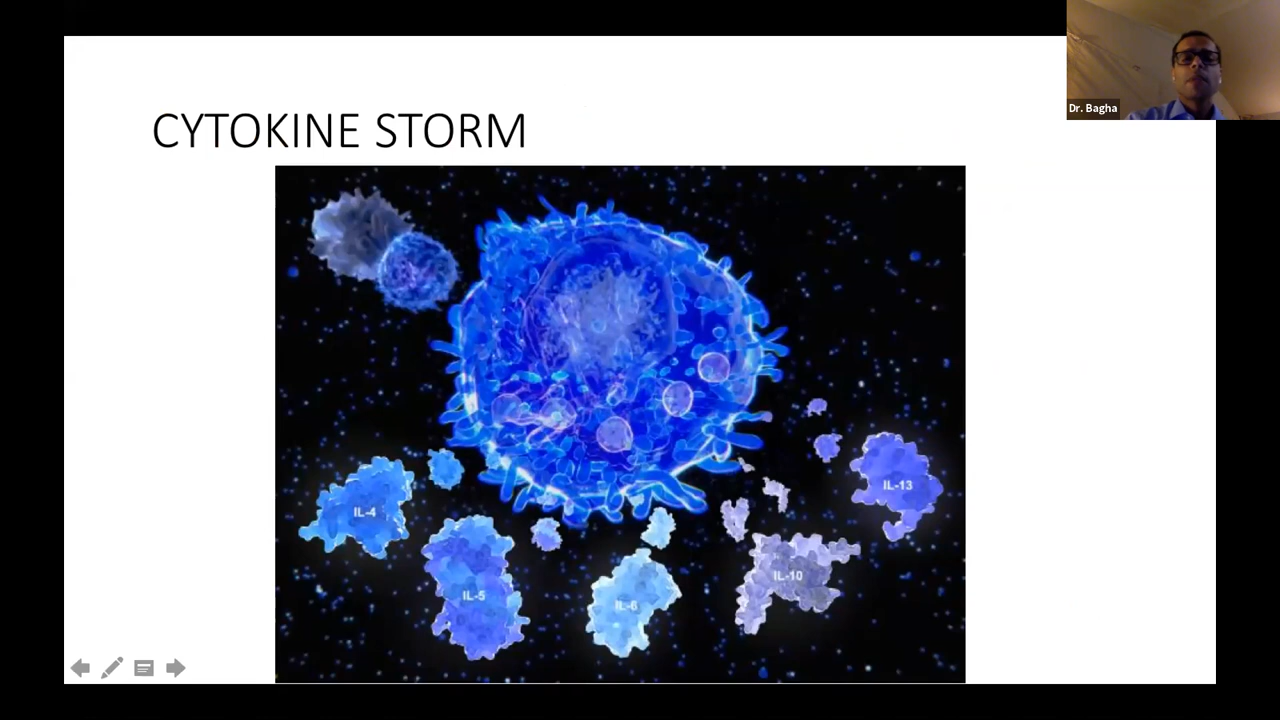 Dr. Bagha
CYTOKINE STORM
IL-13
IL-4
IL-10
IL-5
IL-6